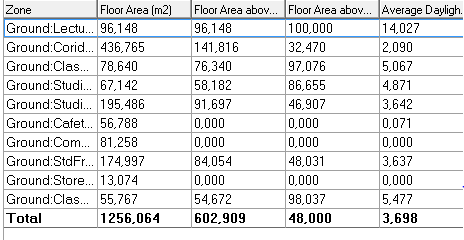 Zone Floor Area (m2) Floor Area abov... Floor Area abov... Average Dayligh
Ground:Lectu... 96,148 96,148 100,000 14,027
Ground:Corid... 436,765 141,816 32,470 2,090
Ground:Clas... 78,640 76,340 97,076 5,067
Ground:Studi... 67,142 58,182 86,655 4,871
Ground:Studi... 195,486 91,697 46,907 3,642
Ground:Cafet... 56,788 0,000 0,000 0,071
Ground:Com... 81,258 0,000 0,000 0,000
Ground:StdFr... 174,997 84,054 48,031 3,637
Ground:Store... 13,074 0,000 0,000 0,000
Ground:Clas... 55,767 54,672 98,037 5,477
Total 1256,064 602,909 48,000 3,698